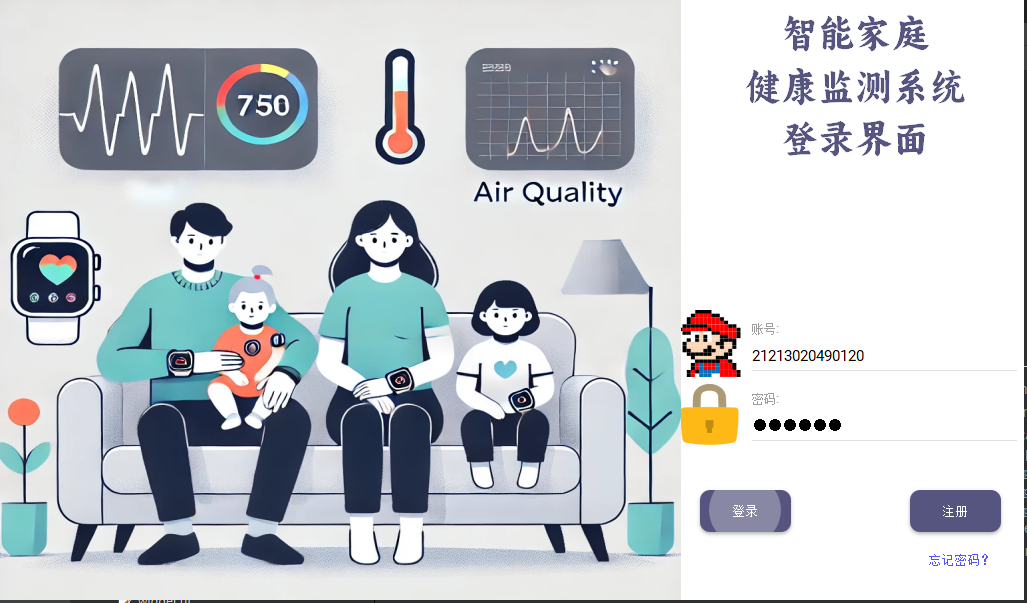 智能家庭
健康监测系统
登录界面
750
Air Quality
账号:
21213020490120
密码:
●●●●●●
登录
注册
忘记密码?